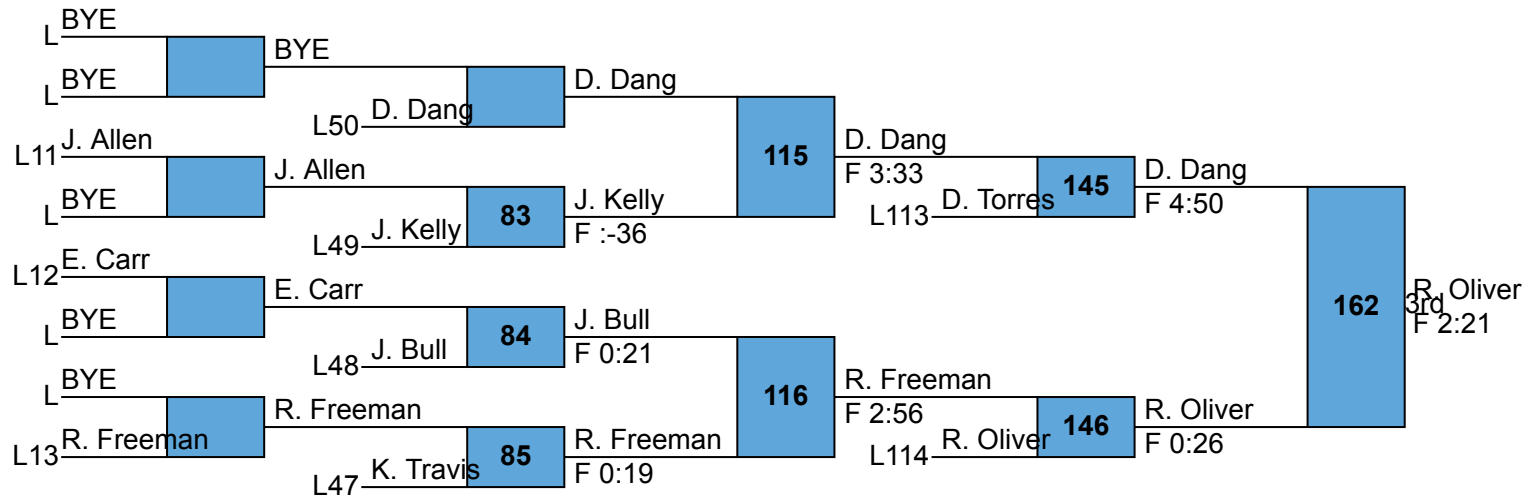 BYE
L
BYE
BYE
L
D. Dang
D. Dang
L50
J. Allen
115
D. Dang
L11
F 3:33
145
D. Dang
J. Allen
D. Torres
F 4:50
BYE
L113
L
83
J. Kelly
J. Kelly
F :-36
L49
E. Carr
L12
E. Carr
162
R. Oliver
3rd
F 2:21
BYE
J. Bull
L
84
J. Bull
F 0:21
L48
BYE
R. Freeman
L
116
F 2:56
R. Freeman
R. Oliver
146
R. Oliver
F 0:26
R. Freeman
R. Freeman
L114
L13
85
K. Travis
F 0:19
L47